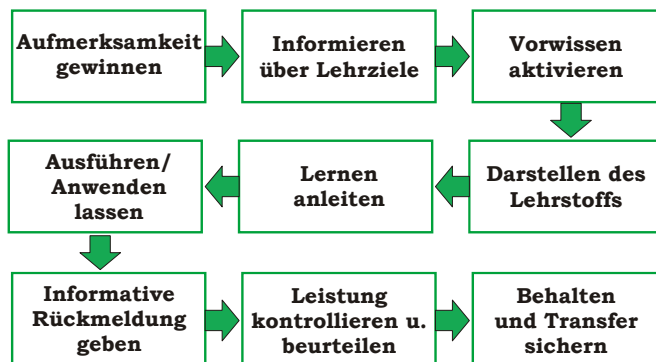 Aufmerksamkeit
gewinnen
Informieren
über Lehrziele
Vorwissen
aktivieren
Darstellen des
Lehrstoffs
Lernen
anleiten
Ausführen/
Anwenden
lassen
Informative
Rückmeldung
geben
Leistung
kontrollieren u.
beurteilen
Behalten
und Transfer
sichern